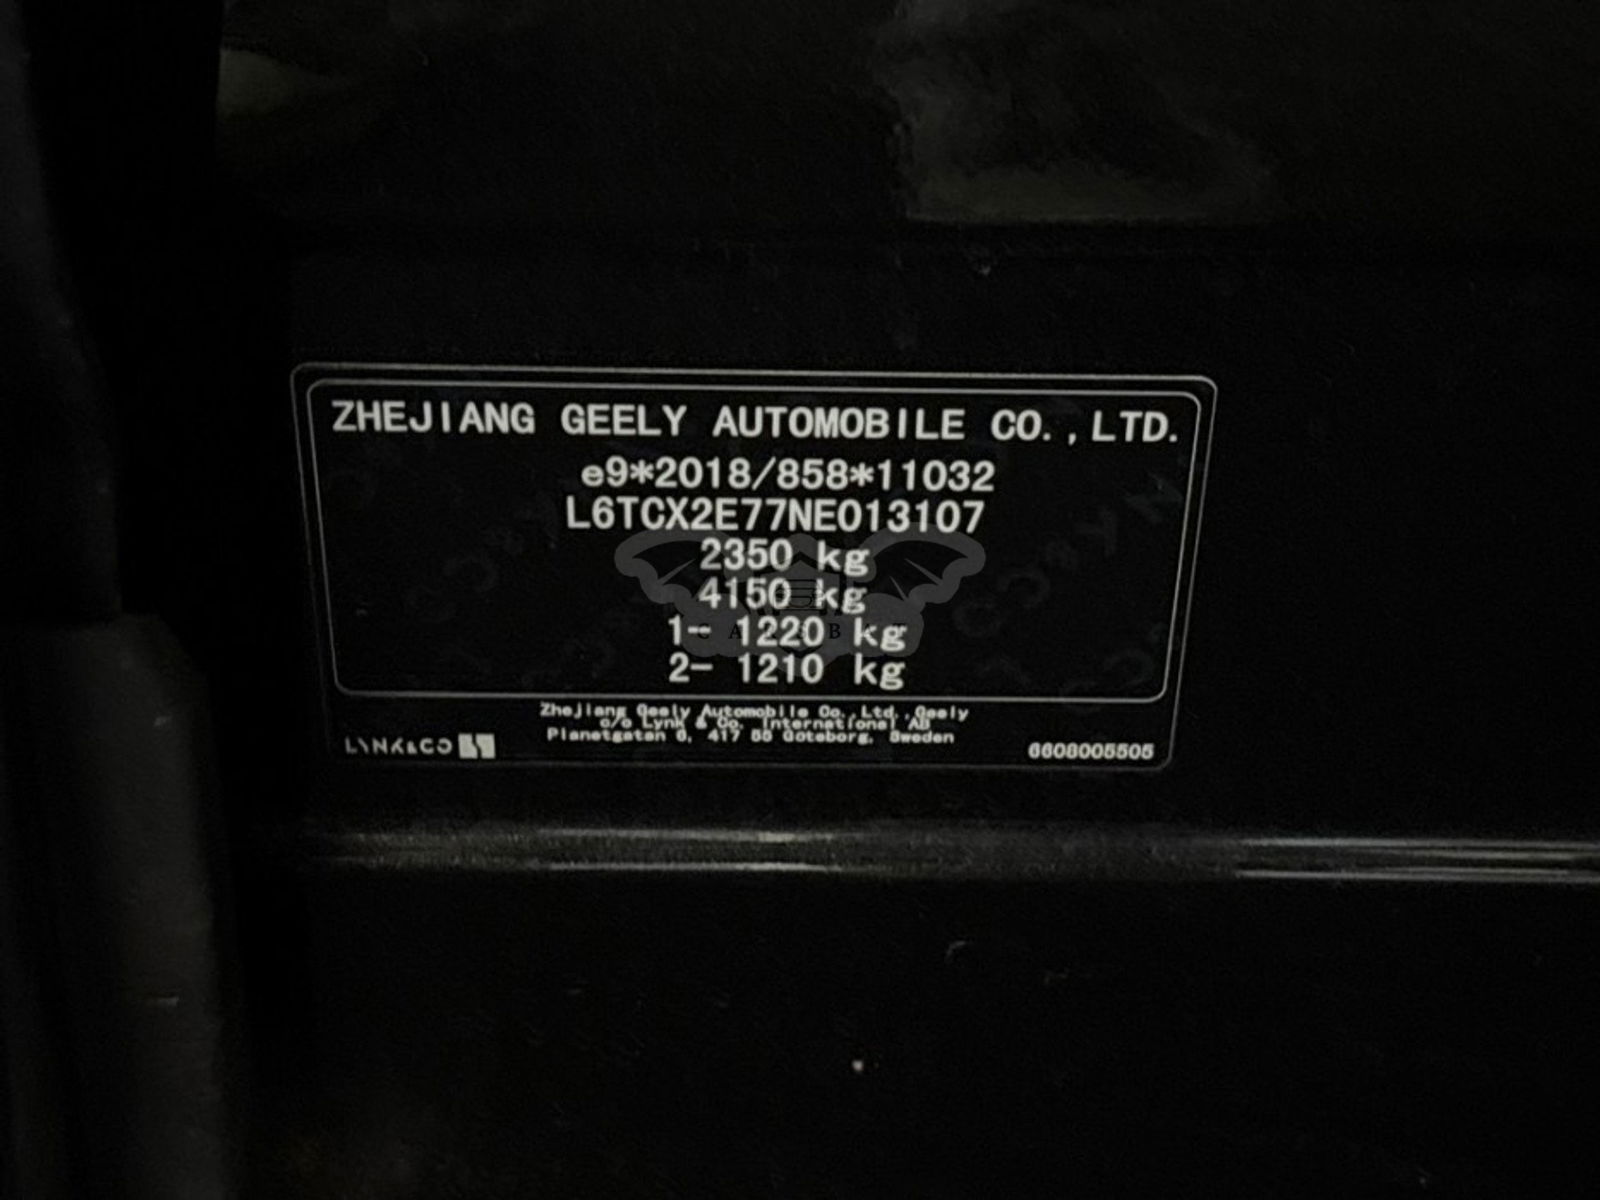 ZHEJIANG GEELY AUTOMOBILE CO.,LTD.
e9*2018/858*11032
L6TCX2E77NE013107
2350 kg
4150 kg
1- 1220 kg
2- 1210 kg
Zhejiang Geely Automobile Co., Ltd.,Geely
c/o Lynk & Co. International AB
Planetgatan 6, 417 55 Goteborg, Sweden
LYNK&CO
6608005505